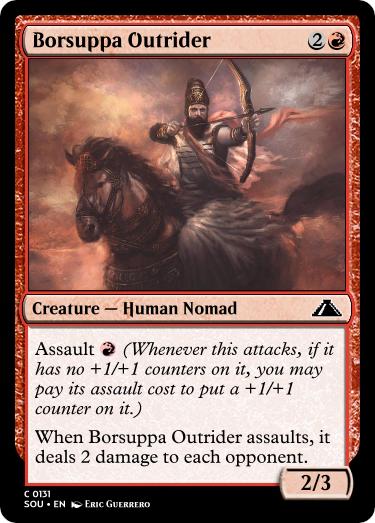 Borsuppa Outrider 2
Creature — Human Nomad
Assault (Whenever this attacks, if it
has no +1/+1 counters on it, you may
pay its assault cost to put a +1/+1
counter on it.)
When Borsuppa Outrider assaults, it
deals 2 damage to each opponent.
2/3
C 0131
SOU • EN Eric Guerrero